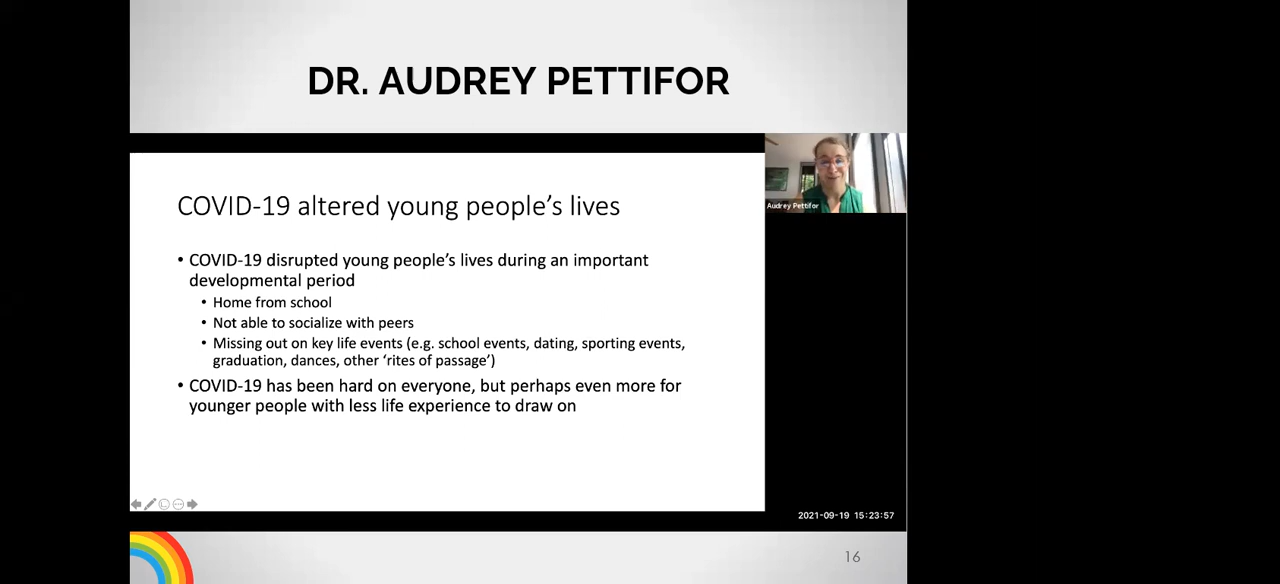 DR. AUDREY PETTIFOR
COVID-19 altered young people's lives
• COVID-19 disrupted young people's lives during an important
developmental period
• Home from school
• Not able to socialize with peers
• Missing out on key life events (e.g. school events, dating, sporting events,
graduation, dances, other ‘rites of passage’)
• COVID-19 has been hard on everyone, but perhaps even more for
younger people with less life experience to draw on
Audrey Pettifor
2021-09-19 15:23:57
16